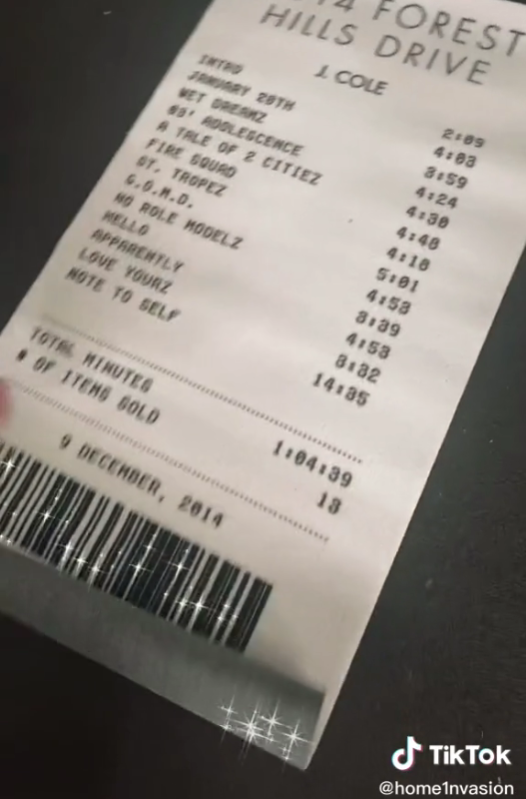 14 FOREST
HILLS DRIVE
J. COLE
INTRO 2:09
JANUARY 28TH 4:03
WET DREAMZ 3:59
03' ADOLESCENCE 4:24
A TALE OF 2 CITIEZ 4:30
FIRE SQUAD 4:48
ST. TROPEZ 4:18
G.O.M.D. 5:01
NO ROLE MODELZ 4:53
HELLO 3:39
APPARENTLY 4:53
LOVE YOURZ 3:32
NOTE TO SELF 14:35
TOTAL MINUTES 1:04:39
# OF ITEMS SOLD 13
9 DECEMBER, 2014
TikTok
@home1nvasion